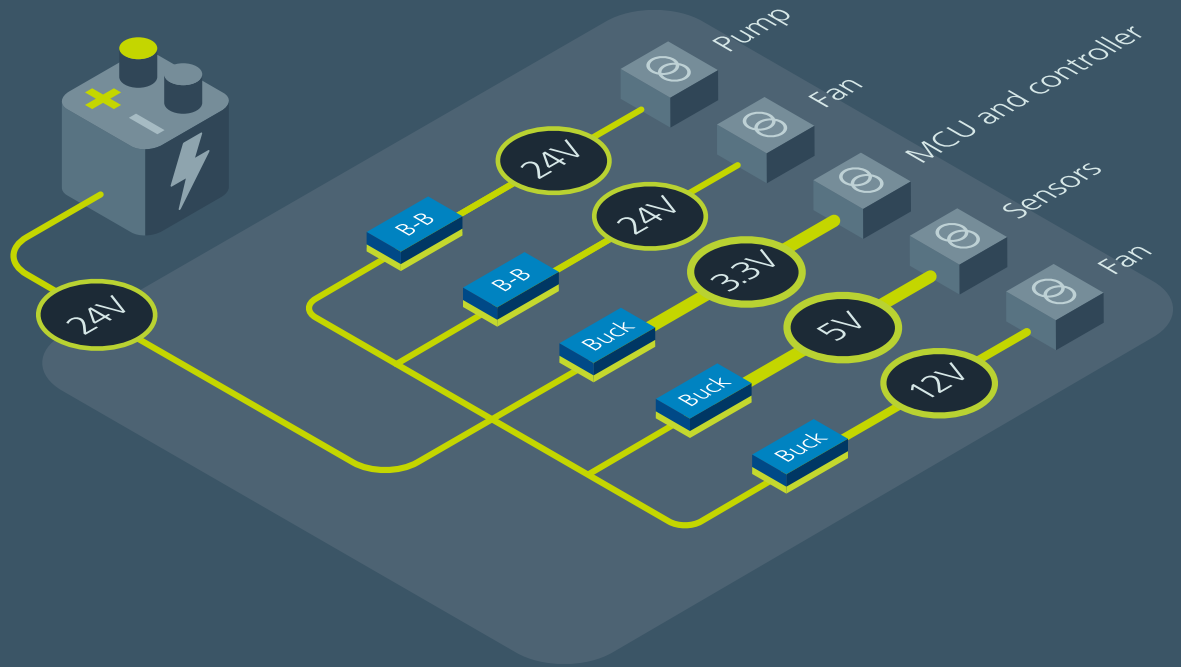 24V
B-B
24V
Pump
B-B
24V
Fan
Buck
3.3V
MCU and controller
Buck
5V
Sensors
Buck
12V
Fan